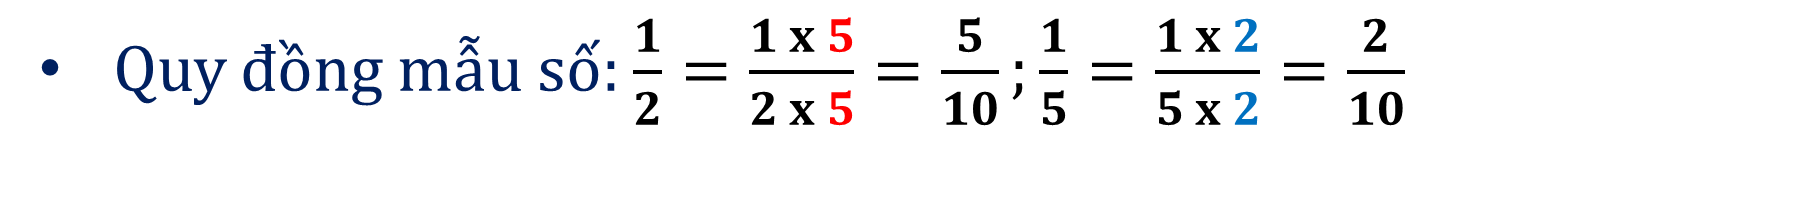 • Quy đồng mẫu số: 1/2 = (1 x 5)/(2 x 5) = 5/10 ; 1/5 = (1 x 2)/(5 x 2) = 2/10